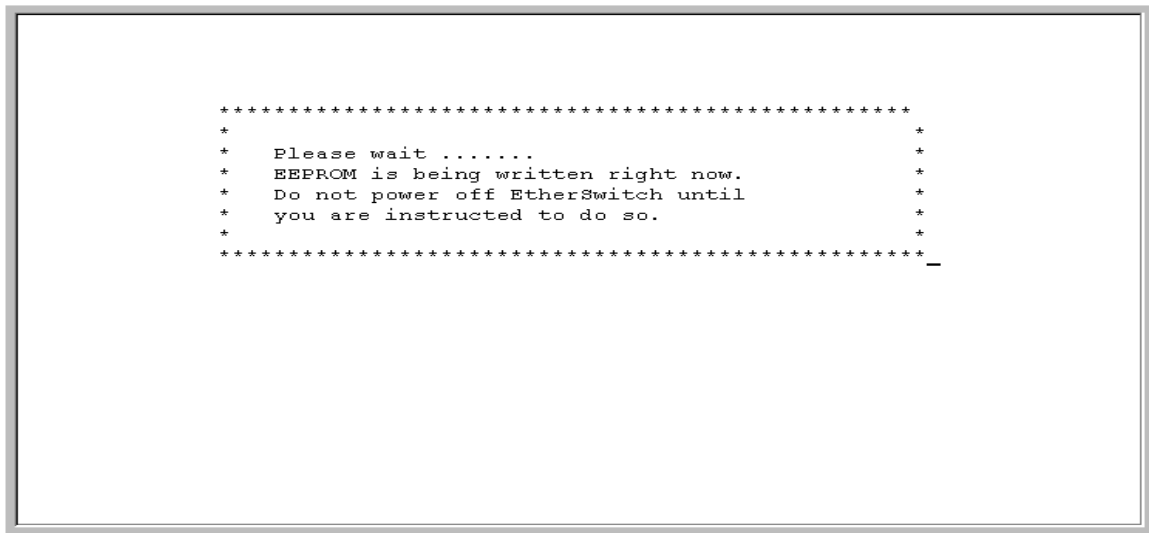 ***************************************************
*                                                  *
*   Please wait .......                            *
*   EEPROM is being written right now.             *
*   Do not power off EtherSwitch until             *
*   you are instructed to do so.                   *
*                                                  *
****************************************************_